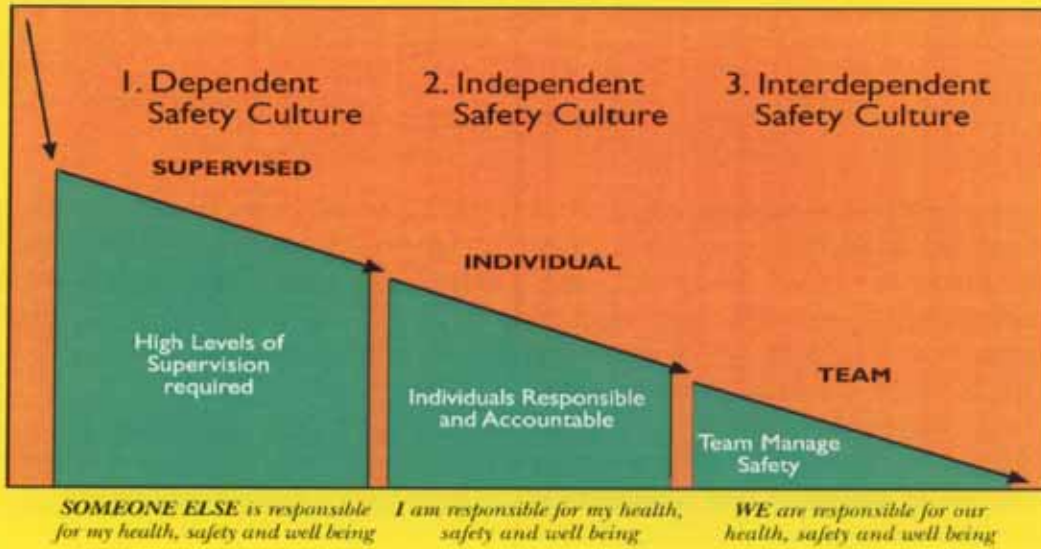 1. Dependent
Safety Culture
2. Independent
Safety Culture
3. Interdependent
Safety Culture
SUPERVISED
INDIVIDUAL
TEAM
High Levels of
Supervision
required
Individuals Responsible
and Accountable
Team Manage
Safety
SOMEONE ELSE is responsible
for my health, safety and well being
I am responsible for my health,
safety and well being
WE are responsible for our
health, safety and well being